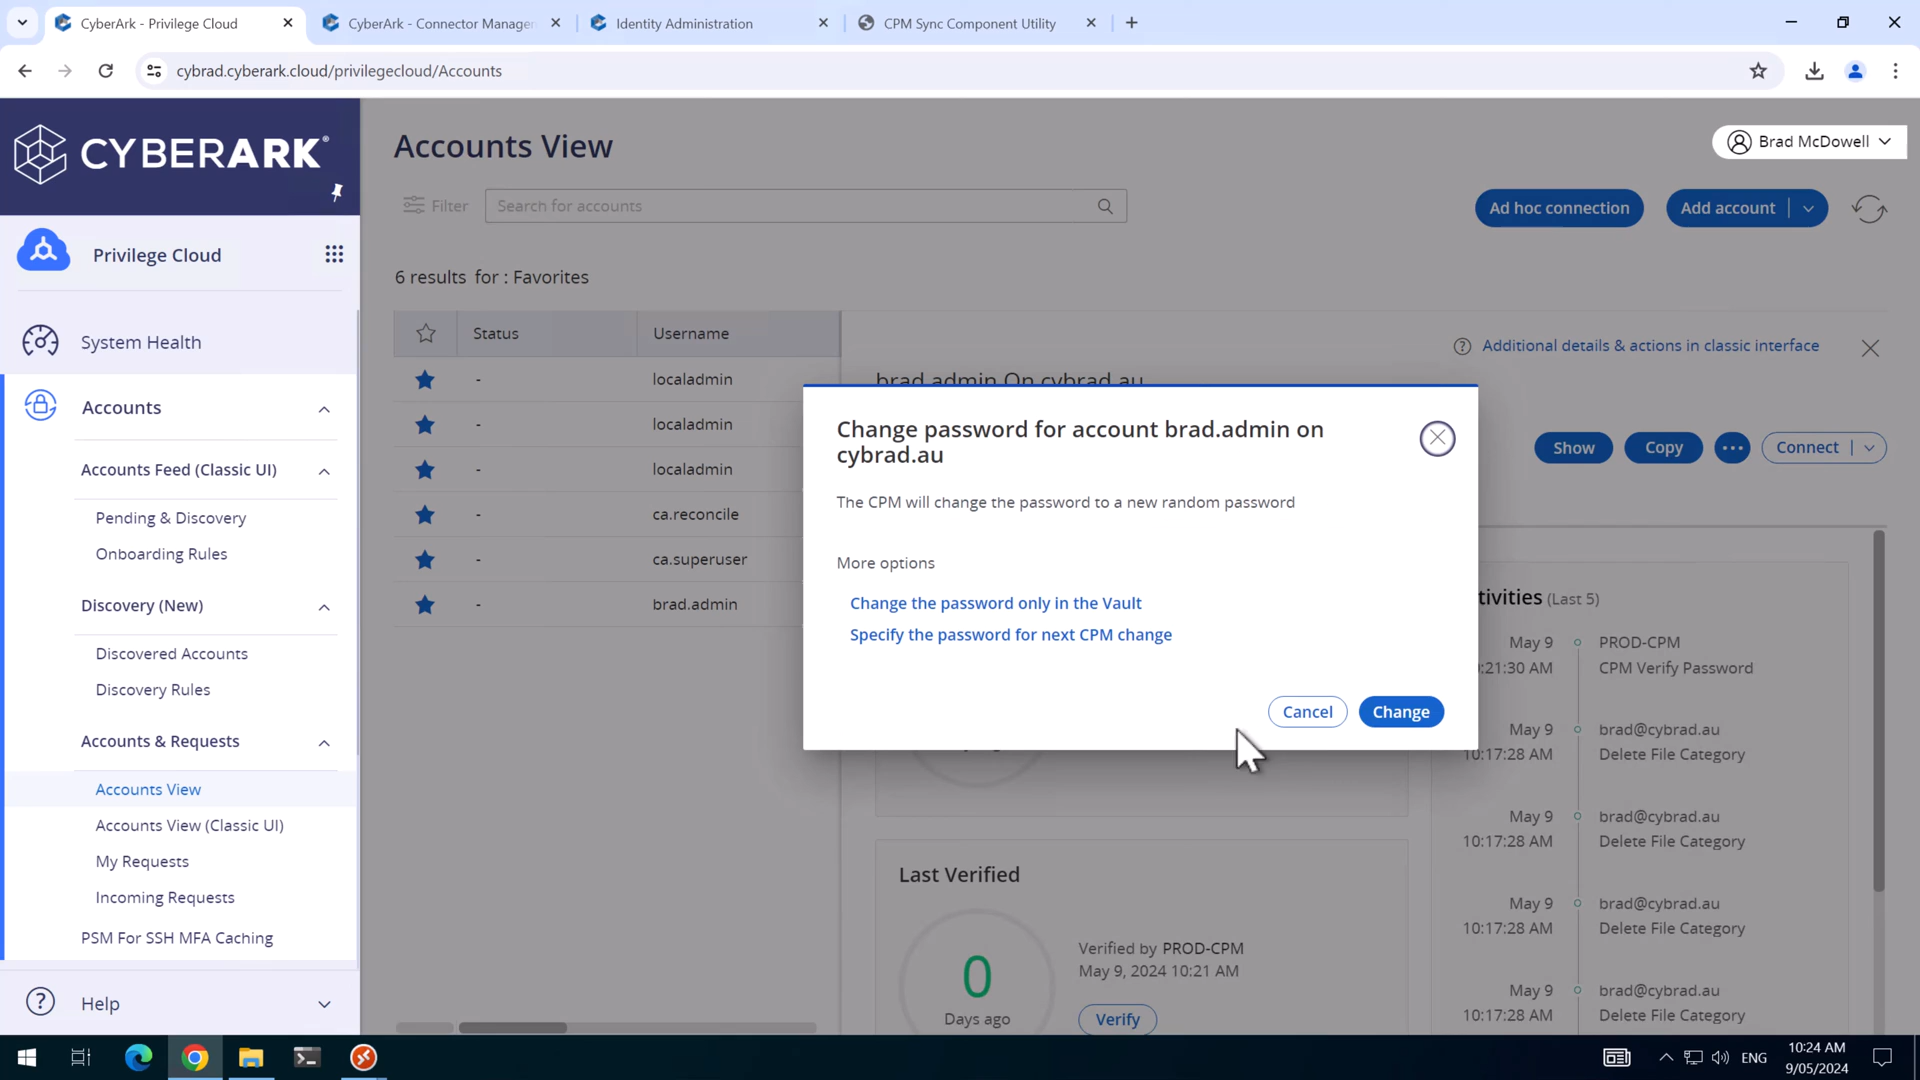 CyberArk - Privilege Cloud
CyberArk - Connector Manager
Identity Administration
CPM Sync Component Utility
cybrad.cyberark.cloud/privilegecloud/Accounts
CYBERARK®
Privilege Cloud
System Health
Accounts
Accounts Feed (Classic UI)
Pending & Discovery
Onboarding Rules
Discovery (New)
Discovered Accounts
Discovery Rules
Accounts & Requests
Accounts View
Accounts View (Classic UI)
My Requests
Incoming Requests
PSM For SSH MFA Caching
Help
Accounts View
Brad McDowell
Filter
Search for accounts
Ad hoc connection
Add account
6 results for : Favorites
Status
Username
- localadmin
- localadmin
- localadmin
- ca.reconcile
- ca.superuser
- brad.admin
Additional details & actions in classic interface
brad.admin On cybrad.au
Show
Copy
Connect
Change password for account brad.admin on
cybrad.au
The CPM will change the password to a new random password
More options
Change the password only in the Vault
Specify the password for next CPM change
Cancel
Change
tivities (Last 5)
May 9 PROD-CPM
:21:30 AM CPM Verify Password
May 9 brad@cybrad.au
10:17:28 AM Delete File Category
May 9 brad@cybrad.au
10:17:28 AM Delete File Category
May 9 brad@cybrad.au
10:17:28 AM Delete File Category
May 9 brad@cybrad.au
10:17:28 AM Delete File Category
Last Verified
0
Days ago
Verified by PROD-CPM
May 9, 2024 10:21 AM
Verify
ENG
10:24 AM
9/05/2024